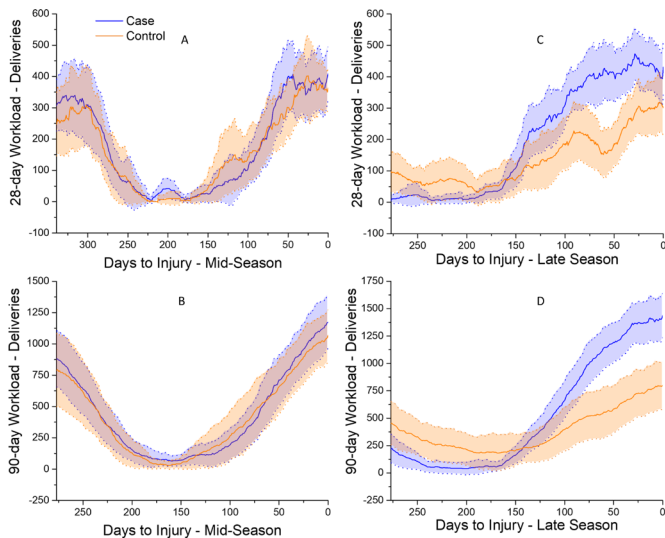 Case
Control
A
600
500
400
300
200
100
0
-100
28-day Workload - Deliveries
300 250 200 150 100 50 0
Days to Injury - Mid-Season
C
600
500
400
300
200
100
0
-100
28-day Workload - Deliveries
250 200 150 100 50 0
Days to Injury - Late Season
B
1500
1250
1000
750
500
250
0
-250
90-day Workload - Deliveries
250 200 150 100 50 0
Days to Injury - Mid-Season
D
1750
1500
1250
1000
750
500
250
0
-250
90-day Workload - Deliveries
250 200 150 100 50 0
Days to Injury - Late Season